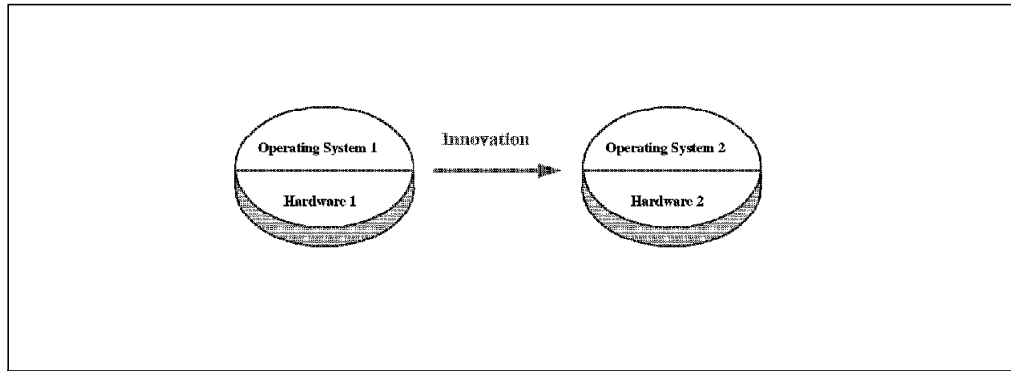 Innovation
Operating System 1
Operating System 2
Hardware 1
Hardware 2